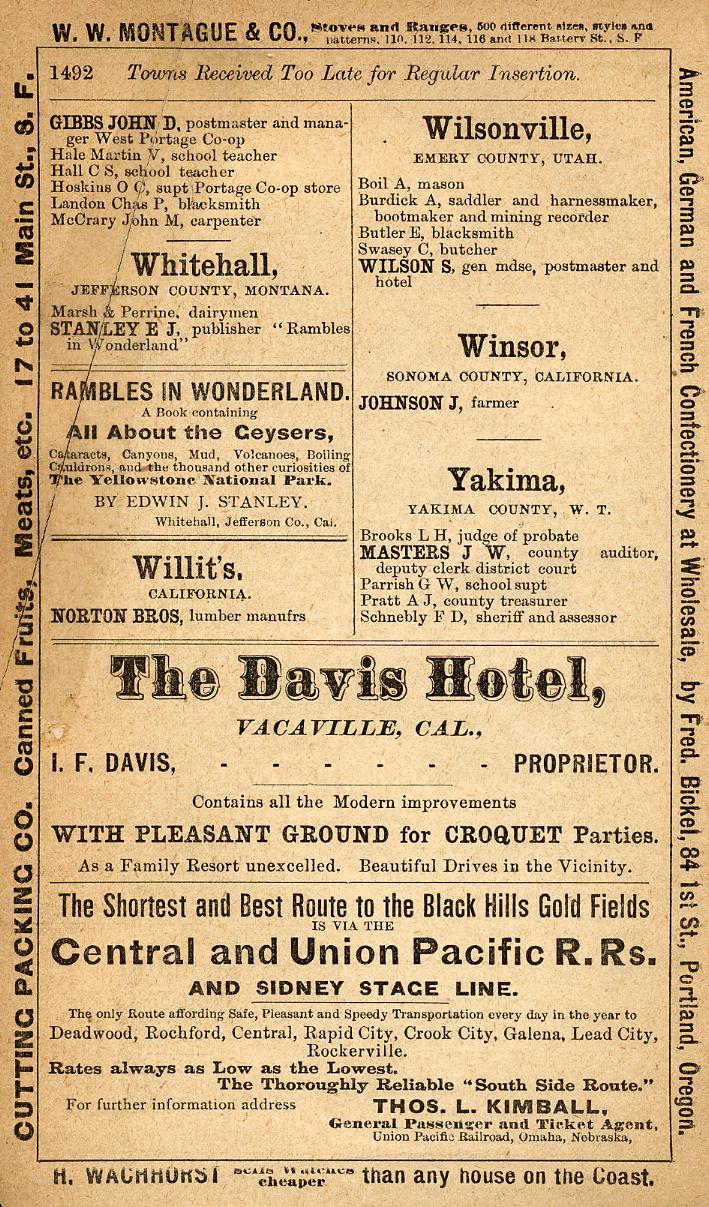 W. W. MONTAGUE & CO., Stoves and Ranges, 500 different sizes, styles and
patterns, 110, 112, 114, 116 and 118 Battery St., S. F
1492 Towns Received Too Late for Regular Insertion.
GIBBS JOHN D, postmaster and mana-
ger West Portage Co-op
Hale Martin V, school teacher
Hall C S, school teacher
Hoskins O C, supt Portage Co-op store
Landon Chas P, blacksmith
McCrary John M, carpenter
Whitehall,
JEFFERSON COUNTY, MONTANA.
Marsh & Perrine, dairymen
STANLEY E J, publisher "Rambles
in Wonderland"
RAMBLES IN WONDERLAND.
A Book containing
All About the Geysers,
Cataracts, Canyons, Mud, Volcanoes, Boiling
Cauldrons, and the thousand other curiosities of
The Yellowstone National Park.
BY EDWIN J. STANLEY.
Whitehall, Jefferson Co., Cai.
Willit's,
CALIFORNIA.
NORTON BROS, lumber manufrs
Wilsonville,
EMERY COUNTY, UTAH.
Boil A, mason
Burdick A, saddler and harnessmaker,
bootmaker and mining recorder
Butler E, blacksmith
Swasey C, butcher
WILSON S, gen mdse, postmaster and
hotel
Winsor,
SONOMA COUNTY, CALIFORNIA.
JOHNSON J, farmer
Yakima,
YAKIMA COUNTY, W. T.
Brooks L H, judge of probate
MASTERS J W, county auditor,
deputy clerk district court
Parrish G W, school supt
Pratt A J, county treasurer
Schnebly F D, sheriff and assessor
The Davis Hotel,
VACAVILLE, CAL.,
I. F. DAVIS, - - - - - - PROPRIETOR.
Contains all the Modern improvements
WITH PLEASANT GROUND for CROQUET Parties.
As a Family Resort unexcelled. Beautiful Drives in the Vicinity.
The Shortest and Best Route to the Black Hills Gold Fields
IS VIA THE
Central and Union Pacific R. Rs.
AND SIDNEY STAGE LINE.
The only Route affording Safe, Pleasant and Speedy Transportation every day in the year to
Deadwood, Rochford, Central, Rapid City, Crook City, Galena, Lead City,
Rockerville.
Rates always as Low as the Lowest.
The Thoroughly Reliable "South Side Route."
For further information address THOS. L. KIMBALL,
General Passenger and Ticket Agent,
Union Pacific Railroad, Omaha, Nebraska,
H. WACHHORST sells Watches
cheaper than any house on the Coast.
CUTTING PACKING CO. Canned Fruits, Meats, etc. 17 to 41 Main St., S. F.
American, German and French Confectionery at Wholesale, by Fred. Bickel, 84 1st St., Portland, Oregon.